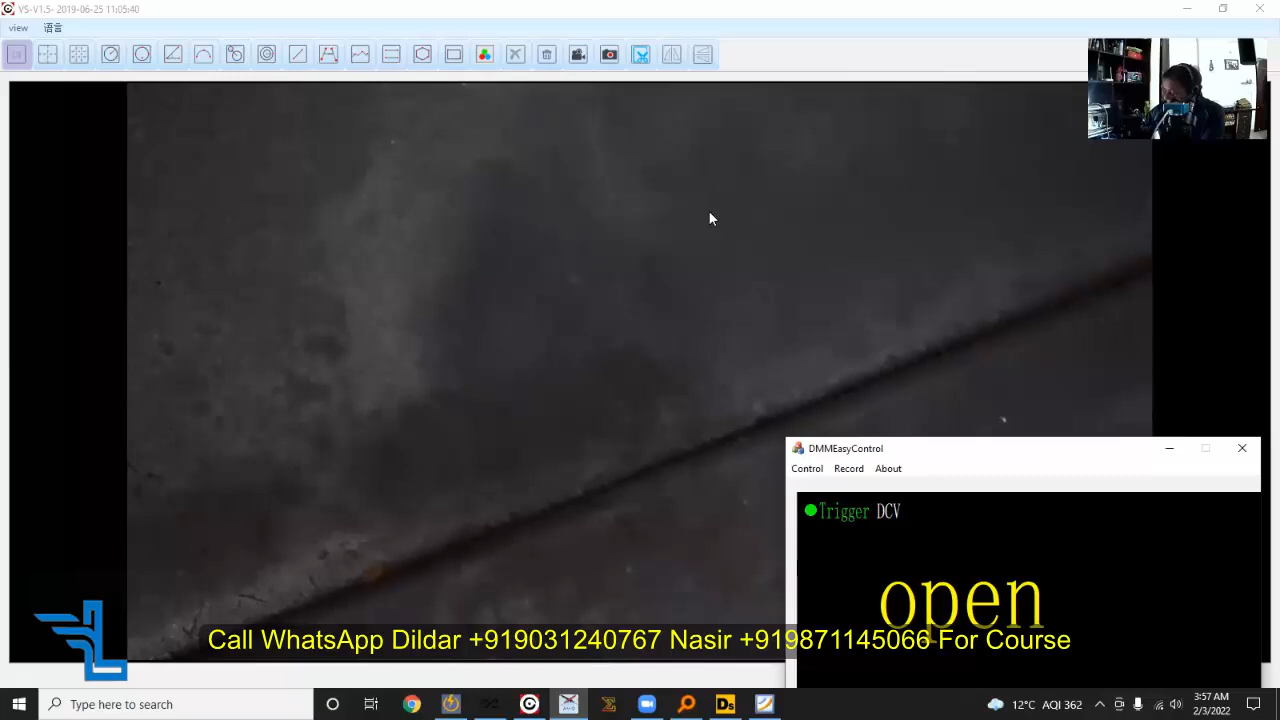 VS-V1.5- 2019-06-25 11:05:40
view 语言
DMMEasyControl
Control Record About
Trigger DCV
open
Call WhatsApp Dildar +919031240767 Nasir +919871145066 For Course
Type here to search
Ds
12°C AQI 362
3:57 AM
2/3/2022